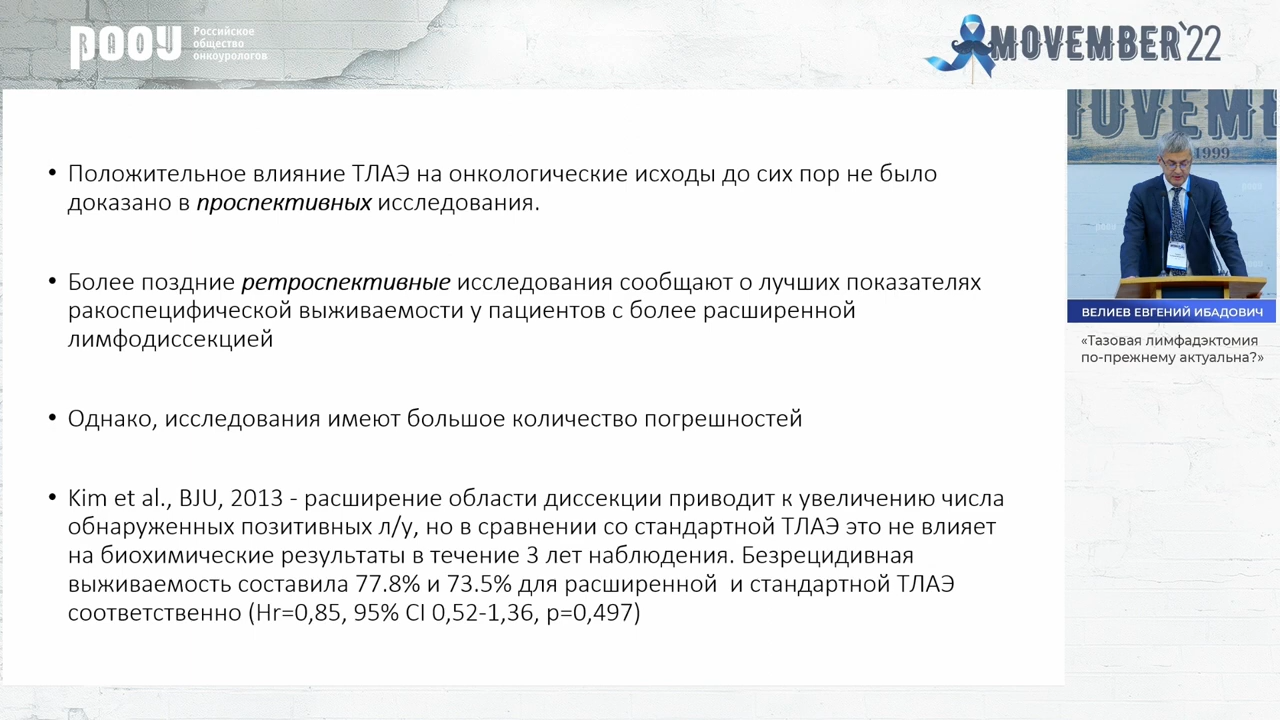 РООУ
Российское
общество
онкоурологов
MOVEMBER'22
• Положительное влияние ТЛАЭ на онкологические исходы до сих пор не было
доказано в проспективных исследования.
• Более поздние ретроспективные исследования сообщают о лучших показателях
ракоспецифической выживаемости у пациентов с более расширенной
лимфодиссекцией
• Однако, исследования имеют большое количество погрешностей
• Kim et al., BJU, 2013 - расширение области диссекции приводит к увеличению числа
обнаруженных позитивных л/у, но в сравнении со стандартной ТЛАЭ это не влияет
на биохимические результаты в течение 3 лет наблюдения. Безрецидивная
выживаемость составила 77.8% и 73.5% для расширенной и стандартной ТЛАЭ
соответственно (Hr=0,85, 95% CI 0,52-1,36, p=0,497)
MOVEME
1999
РООУ
ВЕЛИЕВ ЕВГЕНИЙ ИБАДОВИЧ
«Тазовая лимфадэктомия
по-прежнему актуальна?»